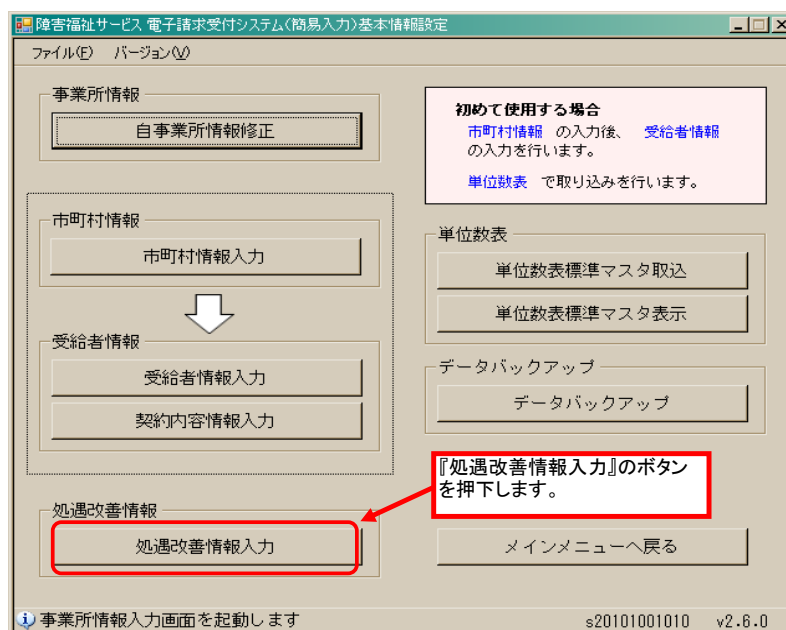 障害福祉サービス 電子請求受付システム(簡易入力)基本情報設定
ファイル(F) バージョン(V)
事業所情報
自事業所情報修正
初めて使用する場合
市町村情報 の入力後、 受給者情報
の入力を行います。
単位数表 で取り込みを行います。
市町村情報
市町村情報入力
受給者情報
受給者情報入力
契約内容情報入力
単位数表
単位数表標準マスタ取込
単位数表標準マスタ表示
データバックアップ
データバックアップ
『処遇改善情報入力』のボタン
を押下します。
処遇改善情報
処遇改善情報入力
メインメニューへ戻る
事業所情報入力画面を起動します
s20101001010 v2.6.0